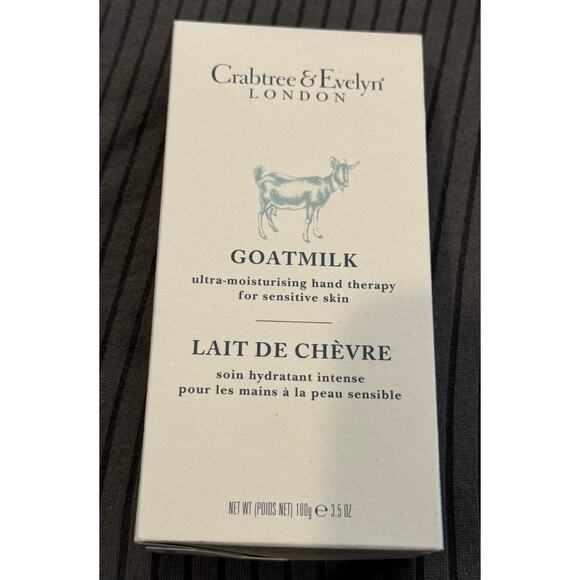 Crabtree & Evelyn®
LONDON
GOATMILK
ultra-moisturising hand therapy
for sensitive skin
LAIT DE CHÈVRE
soin hydratant intense
pour les mains à la peau sensible
NET WT (POIDS NET) 100g ℮ 3.5 OZ